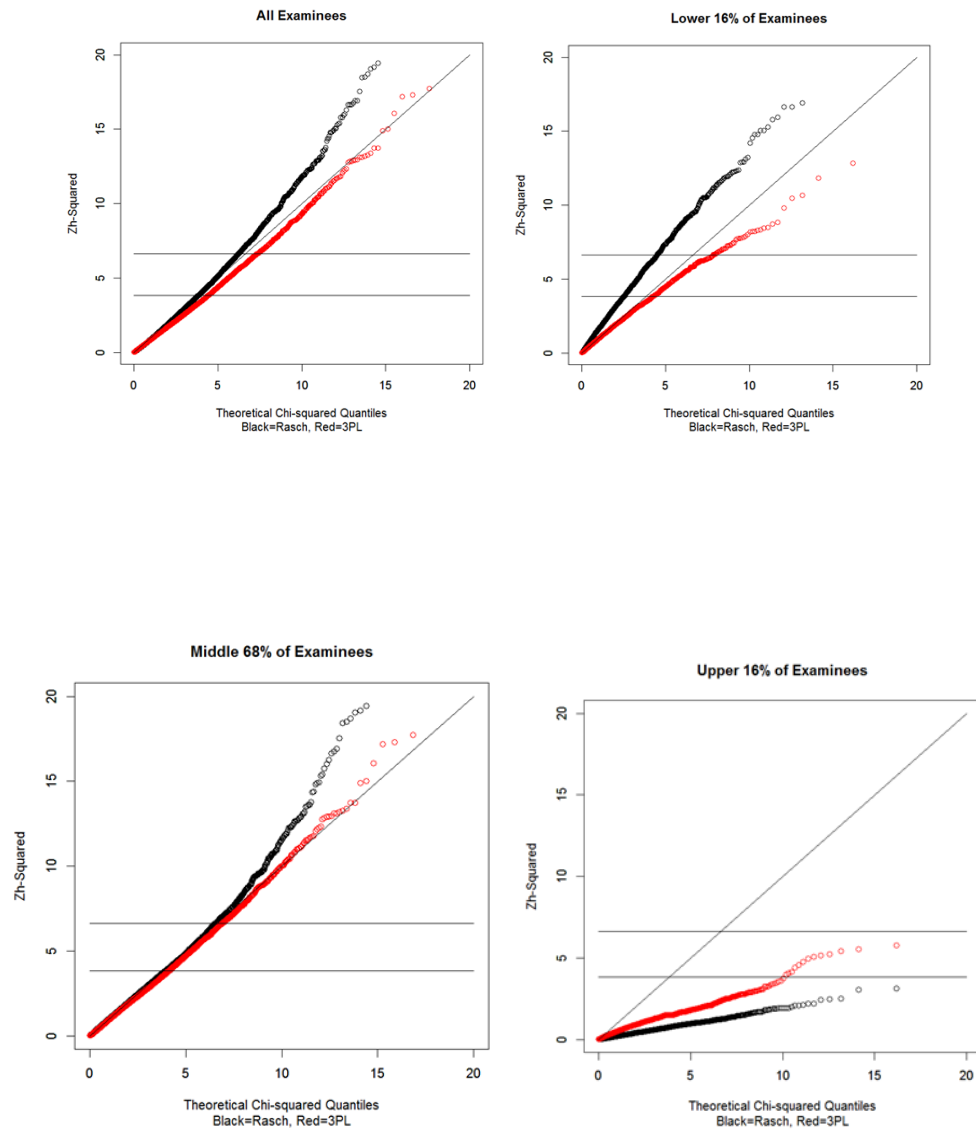 All Examinees
Zh-Squared
20
15
10
5
0
0 5 10 15 20
Theoretical Chi-squared Quantiles
Black=Rasch, Red=3PL
Lower 16% of Examinees
Zh-Squared
20
15
10
5
0
0 5 10 15 20
Theoretical Chi-squared Quantiles
Black=Rasch, Red=3PL
Middle 68% of Examinees
Zh-Squared
20
15
10
5
0
0 5 10 15 20
Theoretical Chi-squared Quantiles
Black=Rasch, Red=3PL
Upper 16% of Examinees
Zh-Squared
20
15
10
5
0
0 5 10 15 20
Theoretical Chi-squared Quantiles
Black=Rasch, Red=3PL